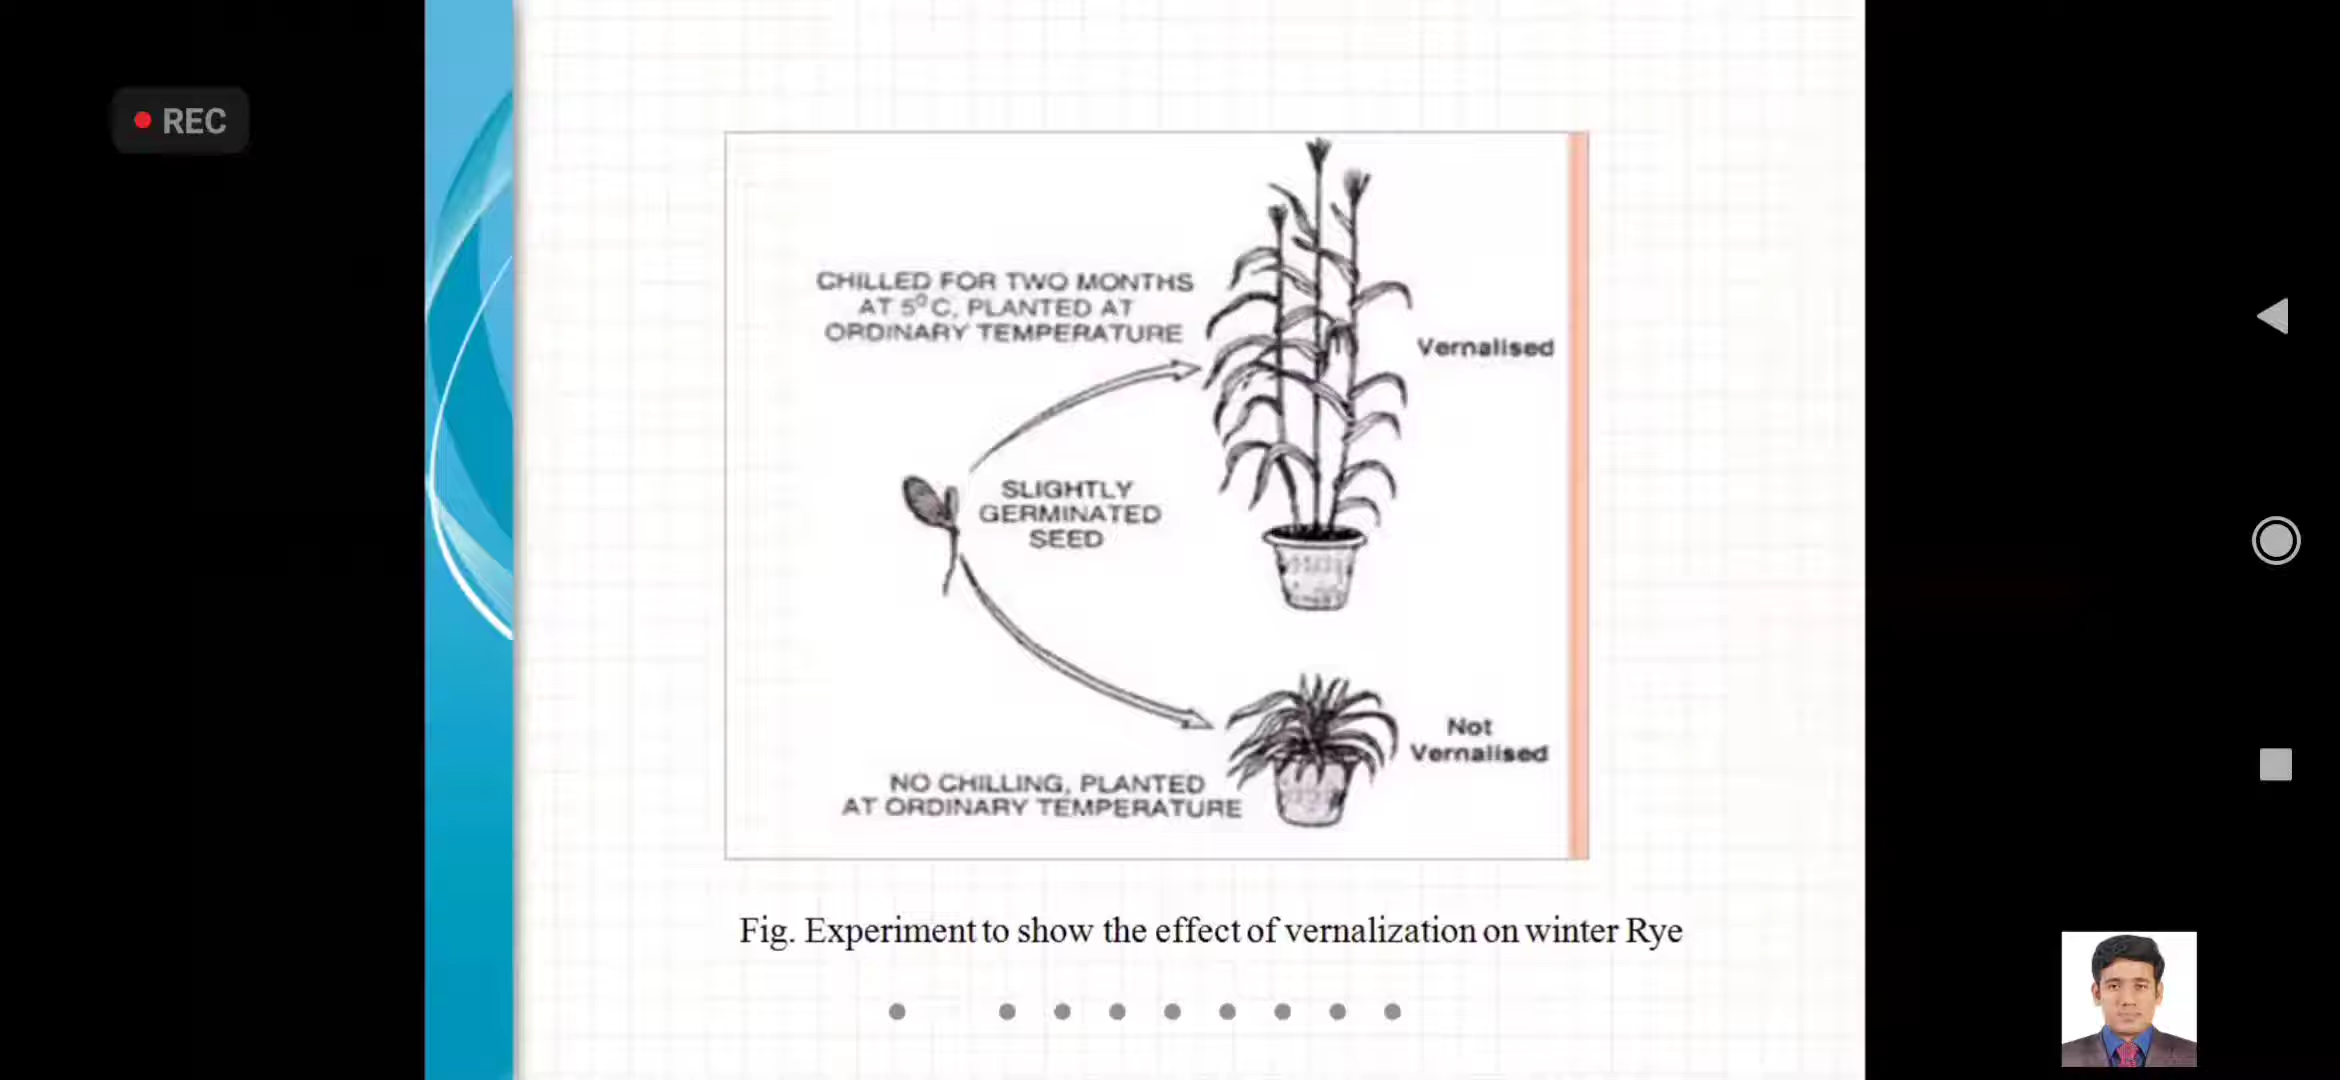 REC
CHILLED FOR TWO MONTHS
AT 5°C, PLANTED AT
ORDINARY TEMPERATURE
Vernalised
SLIGHTLY
GERMINATED
SEED
Not
Vernalised
NO CHILLING, PLANTED
AT ORDINARY TEMPERATURE
Fig. Experiment to show the effect of vernalization on winter Rye